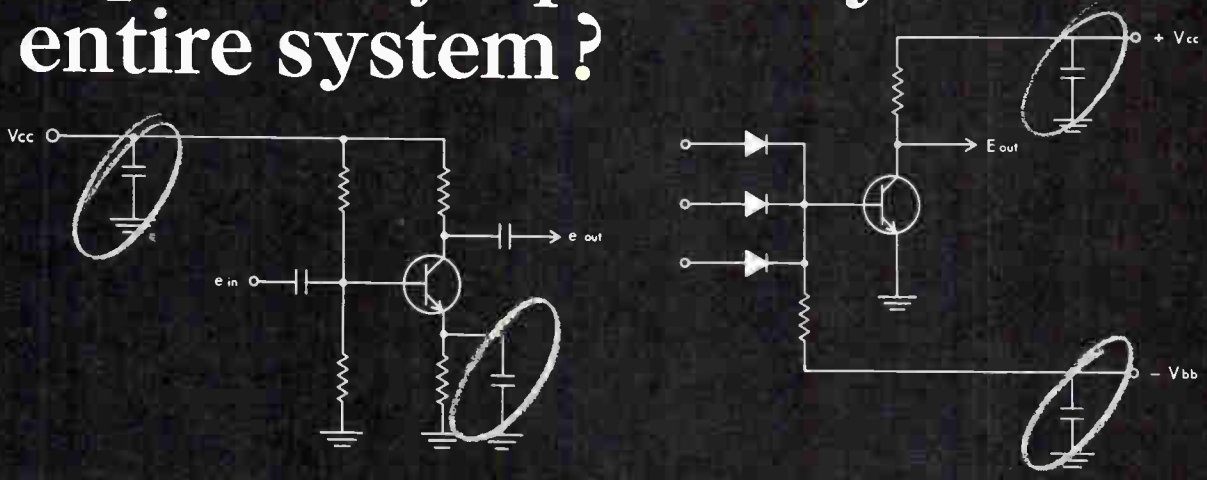 entire system?
+ Vcc
Vcc
E out
e out
e in
- Vbb